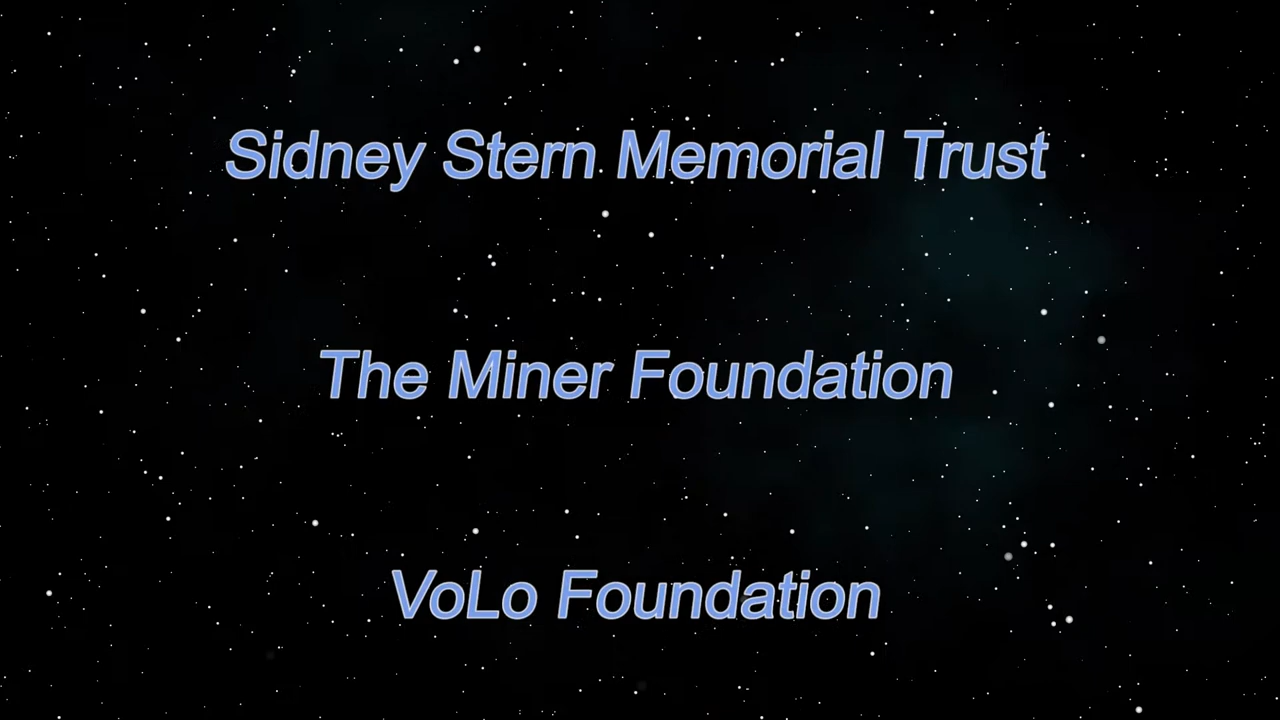 Sidney Stern Memorial Trust
The Miner Foundation
VoLo Foundation